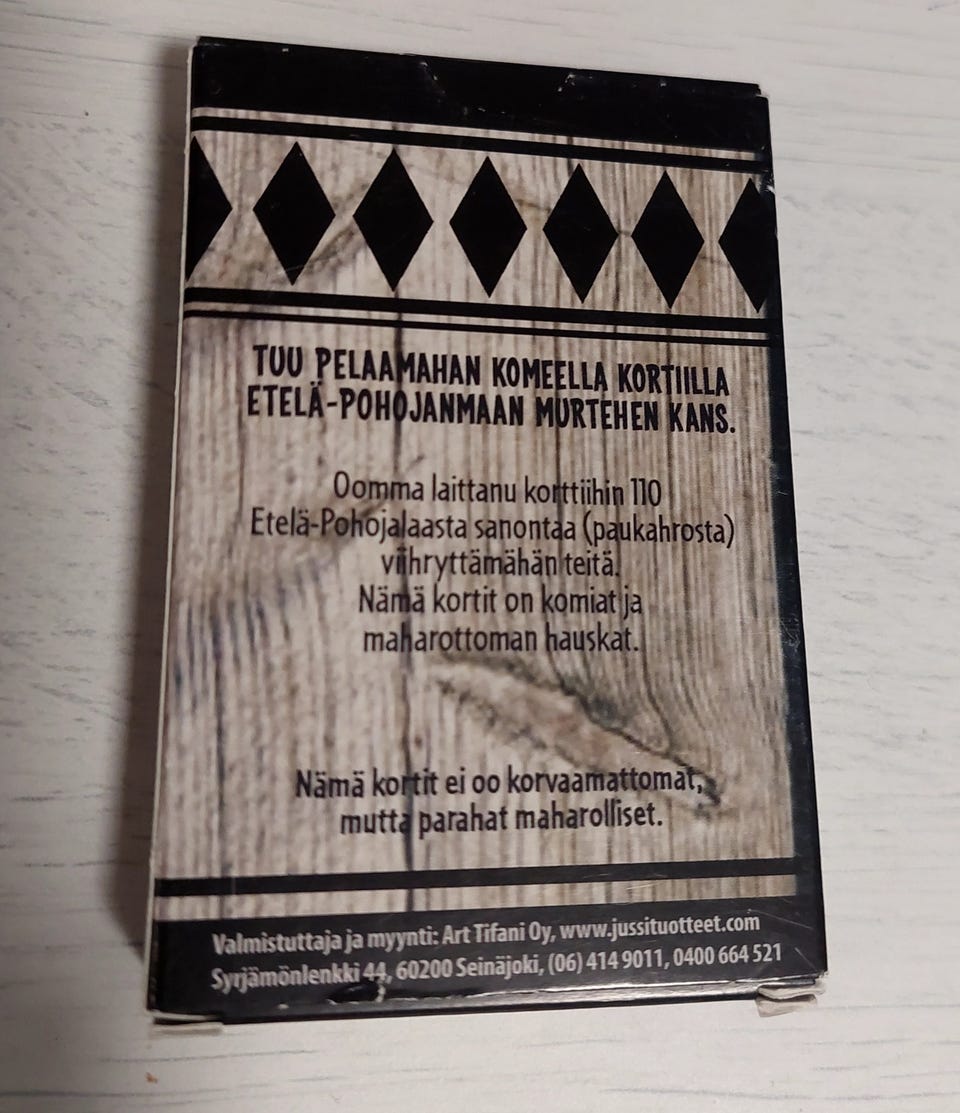 TUU PELAAMAHAN KOMEELLA KORTIILLA
ETELÄ-POHOJANMAAN MURTEHEN KANS.
Oomma laittanu korttiihin 110
Etelä-Pohojalaasta sanontaa (paukahrosta)
viihryttämähän teitä.
Nämä kortit on komiat ja
maharottoman hauskat.
Nämä kortit ei oo korvaamattomat,
mutta parahat maharolliset.
Valmistuttaja ja myynti: Art Tifani Oy, www.jussituotteet.com
Syrjämönlenkki 44, 60200 Seinäjoki, (06) 414 9011, 0400 664 521